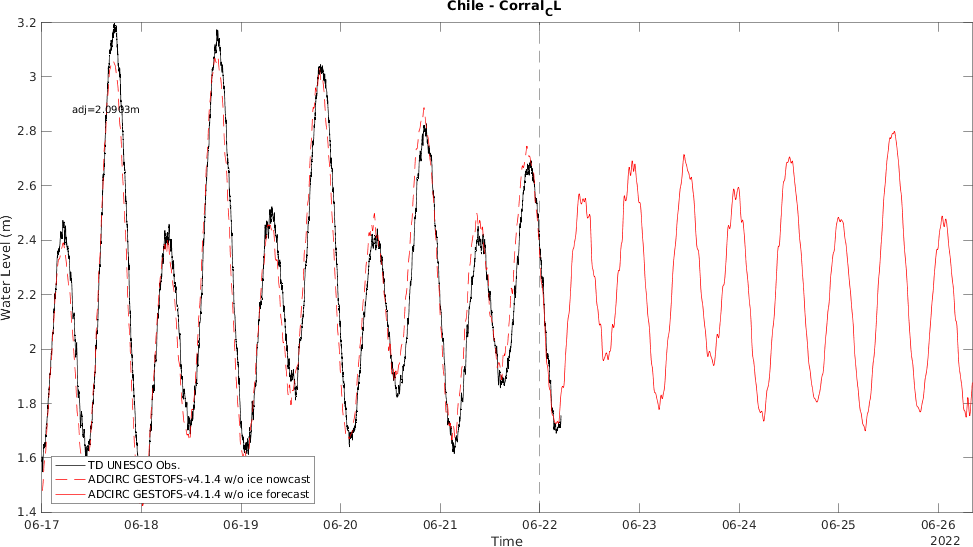 Chile - Corral_CL
3.2
3
2.8
2.6
2.4
2.2
2
1.8
1.6
1.4
Water Level (m)
adj=2.0903m
TD UNESCO Obs.
ADCIRC GESTOFS-v4.1.4 w/o ice nowcast
ADCIRC GESTOFS-v4.1.4 w/o ice forecast
06-17 06-18 06-19 06-20 06-21 06-22 06-23 06-24 06-25 06-26
Time
2022